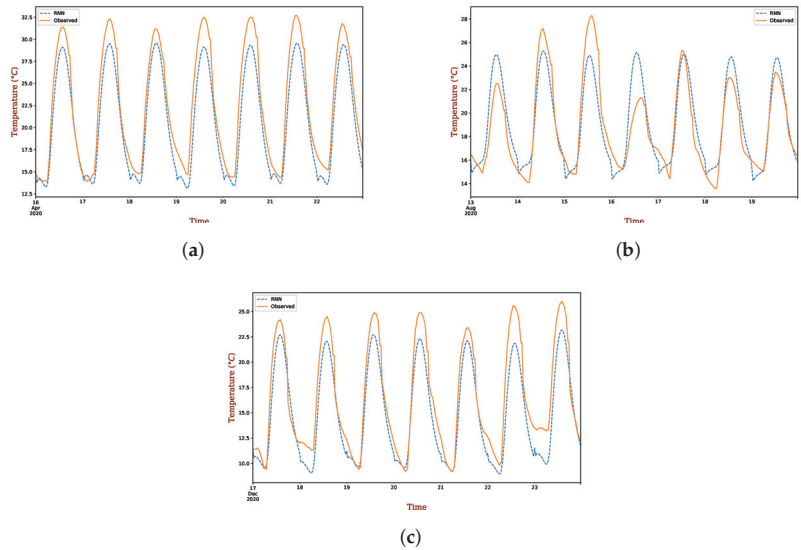 RNN
Observed
32.5
30.0
27.5
25.0
22.5
20.0
17.5
15.0
12.5
Temperature (°C)
16
Apr
2020
17
18
19
20
21
22
Time
(a)
RNN
Observed
28
26
24
22
20
18
16
14
Temperature (°C)
13
Aug
2020
14
15
16
17
18
19
Time
(b)
RNN
Observed
25.0
22.5
20.0
17.5
15.0
12.5
10.0
Temperature (°C)
17
Dec
2020
18
19
20
21
22
23
Time
(c)